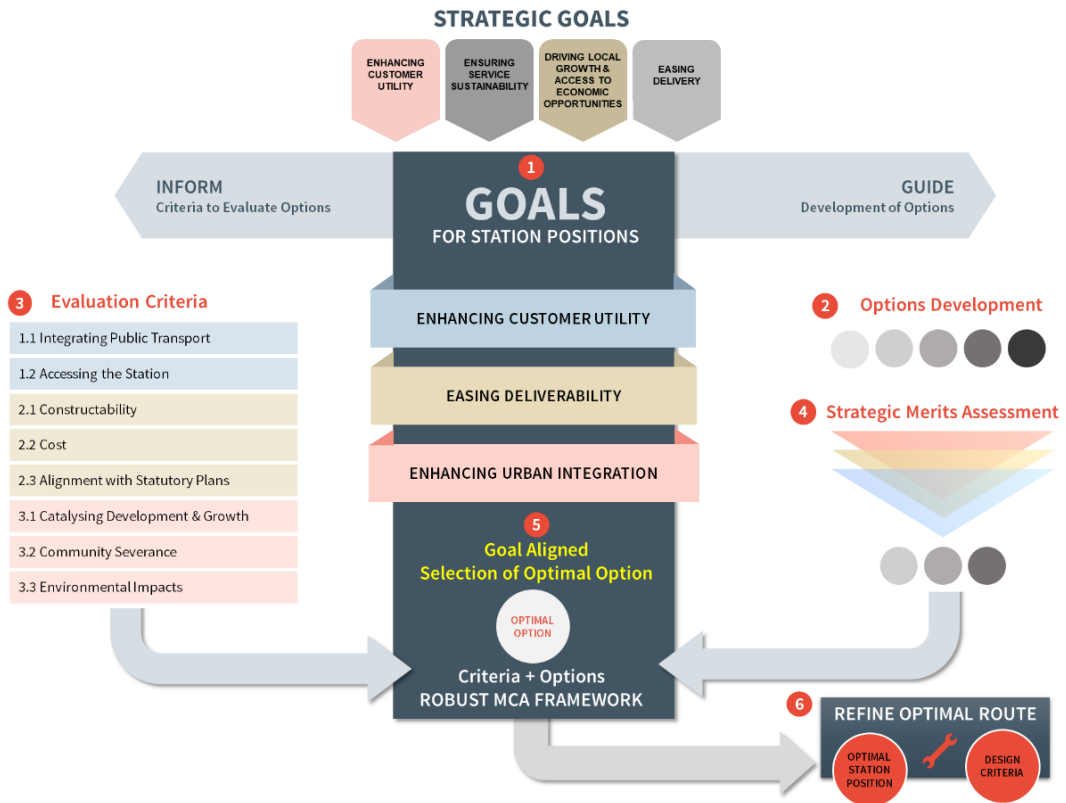 STRATEGIC GOALS
ENHANCING
CUSTOMER
UTILITY
ENSURING
SERVICE
SUSTAINABILITY
DRIVING LOCAL
GROWTH &
ACCESS TO
ECONOMIC
OPPORTUNITIES
EASING
DELIVERY
1
GOALS
FOR STATION POSITIONS
INFORM
Criteria to Evaluate Options
GUIDE
Development of Options
ENHANCING CUSTOMER UTILITY
EASING DELIVERABILITY
ENHANCING URBAN INTEGRATION
3 Evaluation Criteria
1.1 Integrating Public Transport
1.2 Accessing the Station
2.1 Constructability
2.2 Cost
2.3 Alignment with Statutory Plans
3.1 Catalysing Development & Growth
3.2 Community Severance
3.3 Environmental Impacts
2 Options Development
4 Strategic Merits Assessment
5
Goal Aligned
Selection of Optimal Option
OPTIMAL
OPTION
Criteria + Options
ROBUST MCA FRAMEWORK
6
REFINE OPTIMAL ROUTE
OPTIMAL
STATION
POSITION
DESIGN
CRITERIA